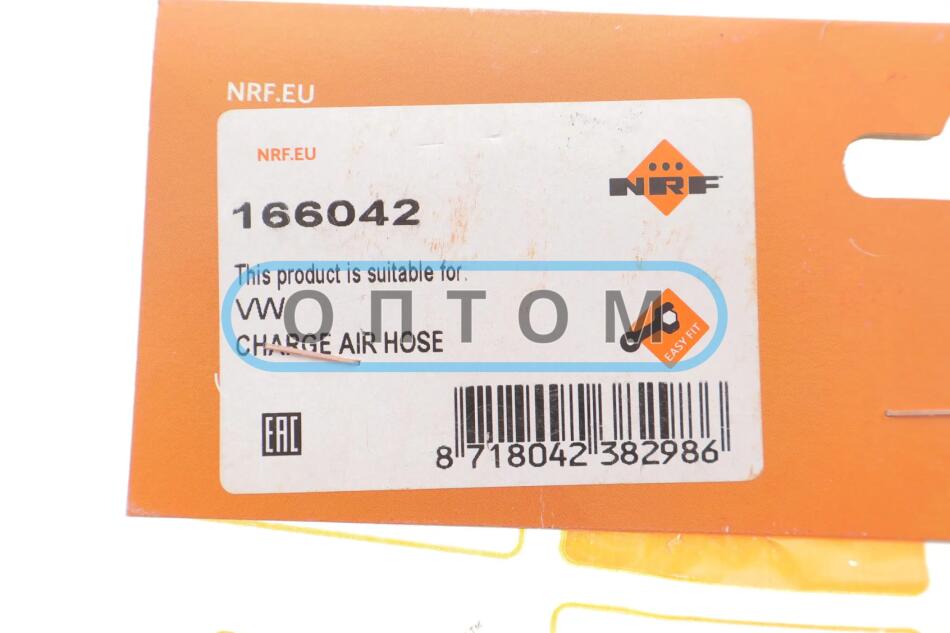 NRF.EU
NRF.EU
NRF
166042
This product is suitable for:
VW
ОПТОМ
CHARGE AIR HOSE
EASY FIT
EAC
8 718042 382986